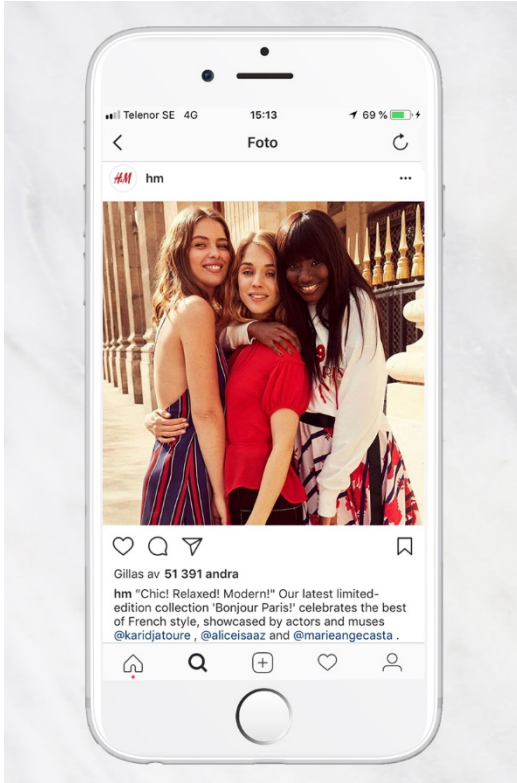 Telenor SE 4G 15:13 69 %
Foto
H&M hm
Gillas av 51 391 andra
hm "Chic! Relaxed! Modern!" Our latest limited-
edition collection 'Bonjour Paris!' celebrates the best
of French style, showcased by actors and muses
@karidjatoure , @aliceisaaz and @marieangecasta .